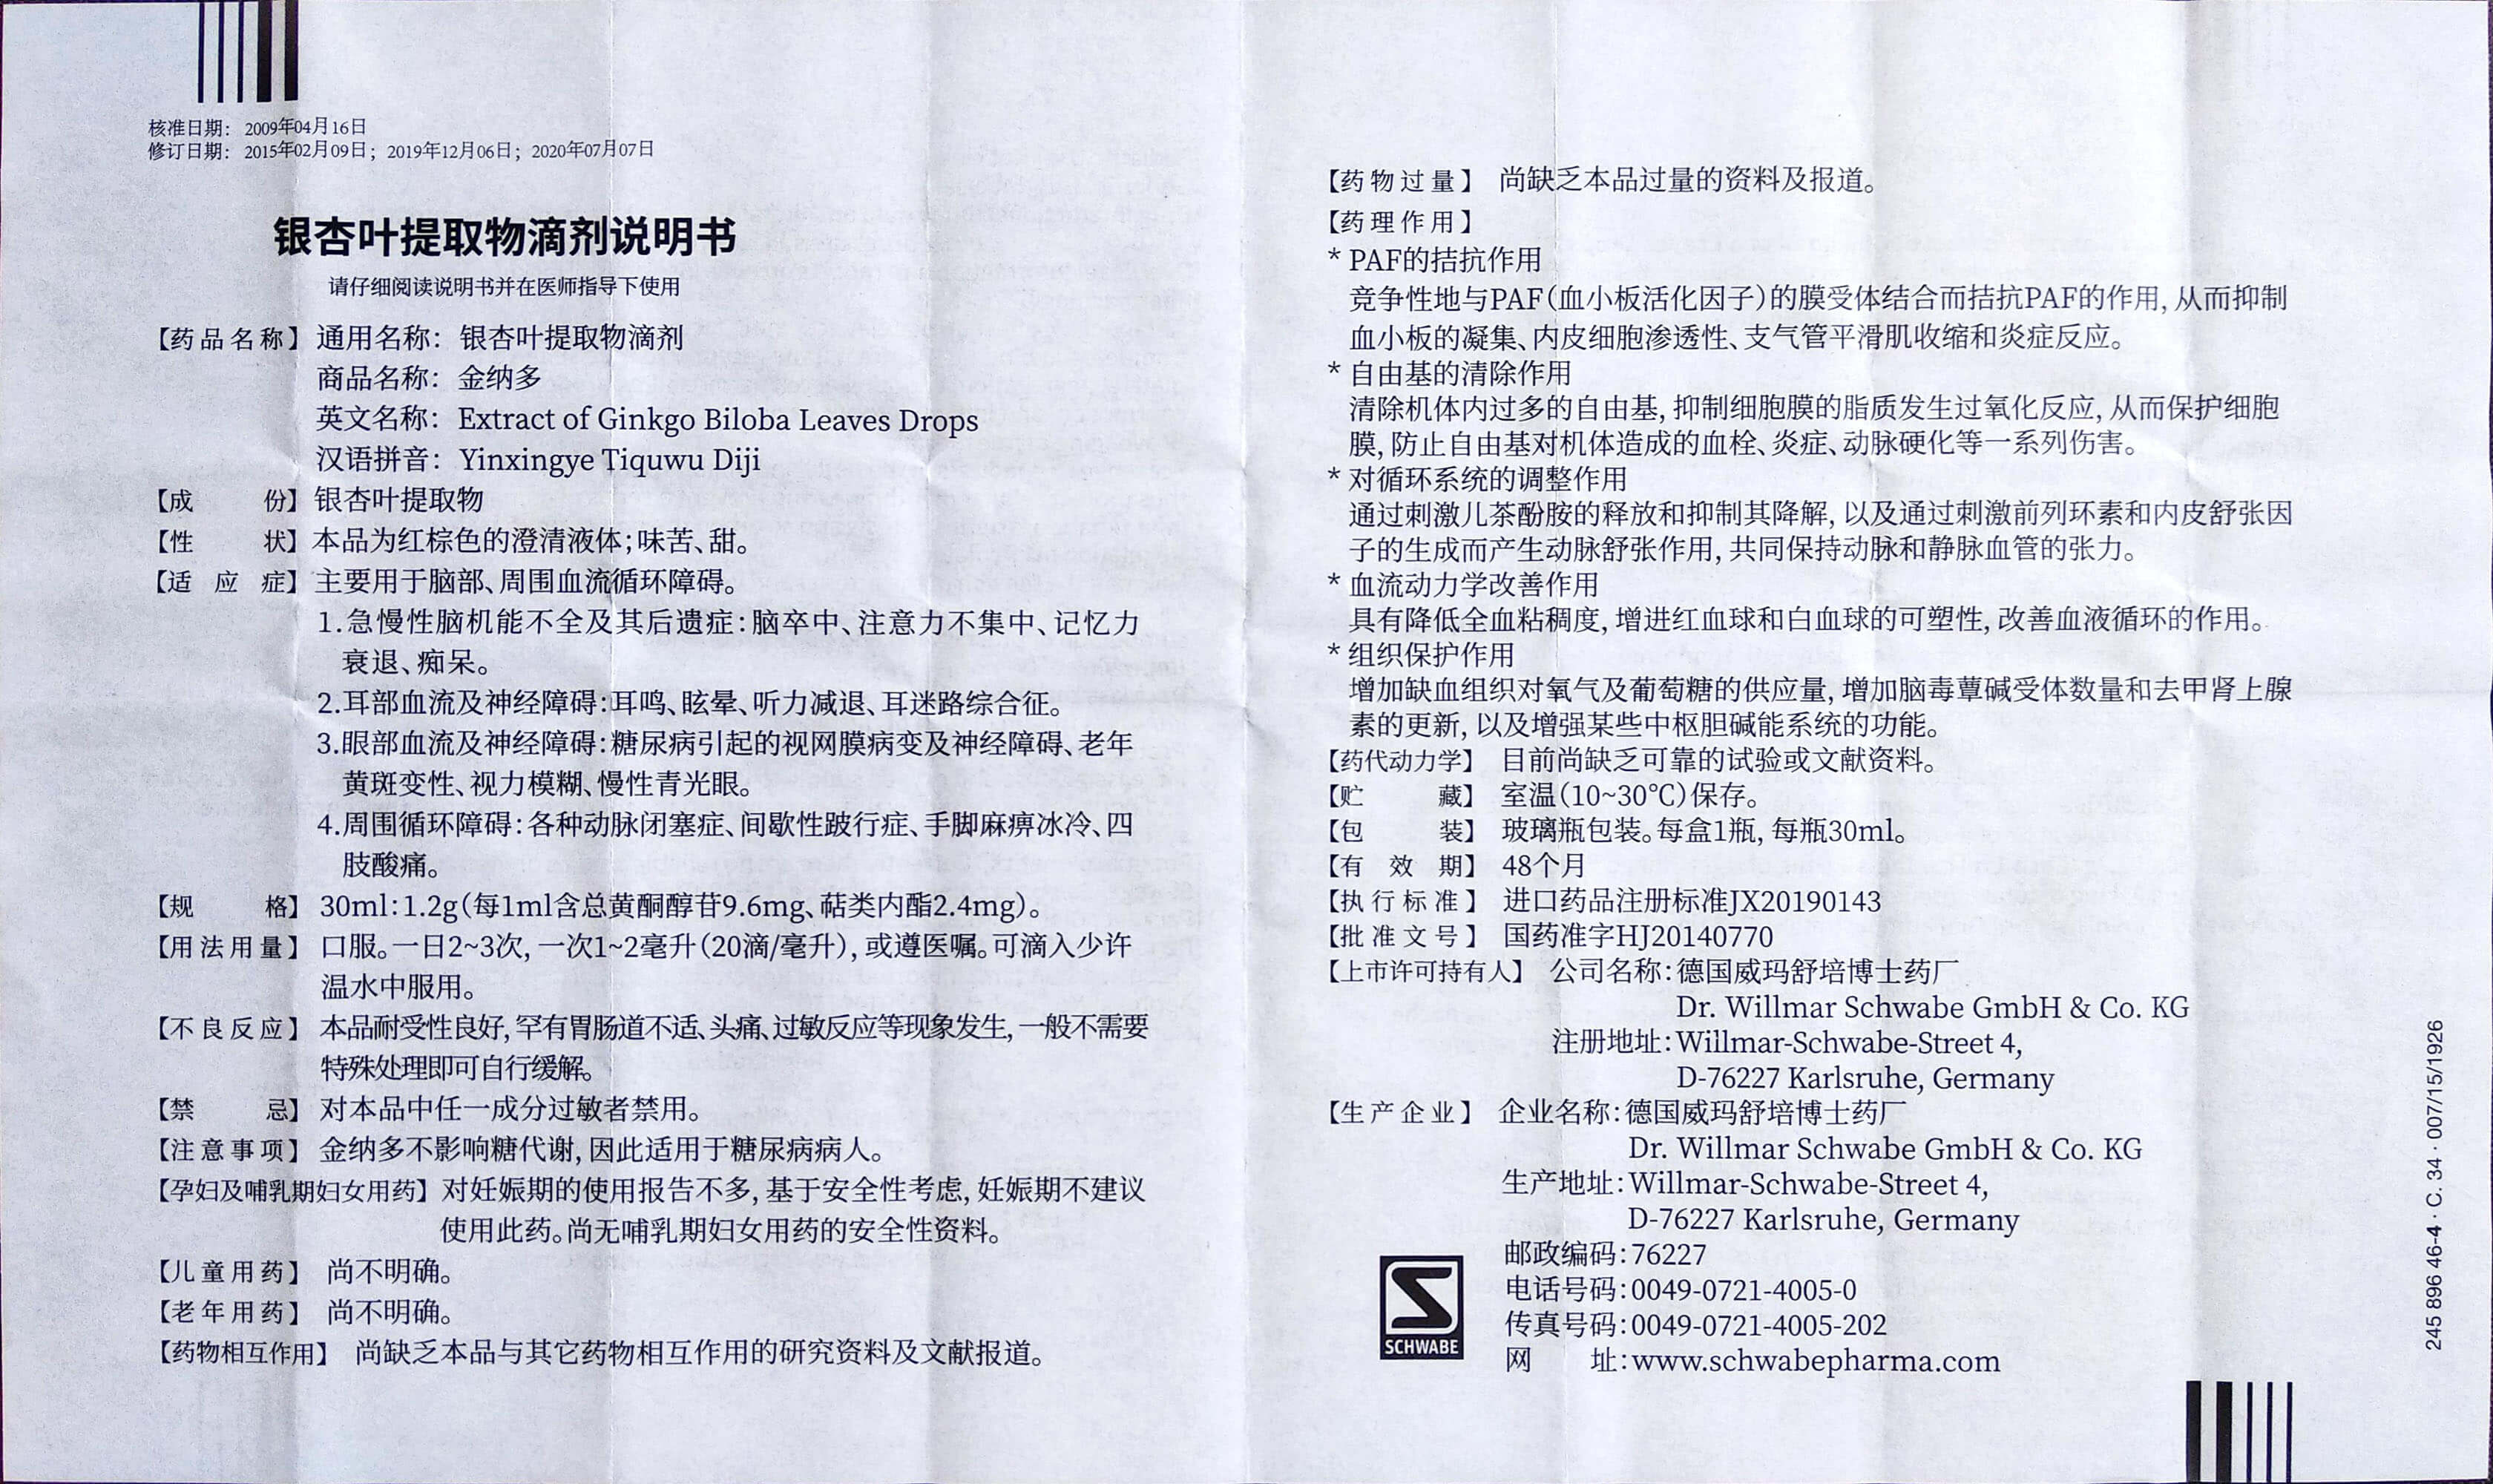 核准日期：2009年04月16日
修订日期：2015年02月09日；2019年12月06日；2020年07月07日
银杏叶提取物滴剂说明书
请仔细阅读说明书并在医师指导下使用
【药品名称】通用名称：银杏叶提取物滴剂
商品名称：金纳多
英文名称：Extract of Ginkgo Biloba Leaves Drops
汉语拼音：Yinxingye Tiquwu Diji
【成份】银杏叶提取物
【性状】本品为红棕色的澄清液体；味苦、甜。
【适应症】主要用于脑部、周围血流循环障碍。
1.急慢性脑机能不全及其后遗症：脑卒中、注意力不集中、记忆力
衰退、痴呆。
2.耳部血流及神经障碍：耳鸣、眩晕、听力减退、耳迷路综合征。
3.眼部血流及神经障碍：糖尿病引起的视网膜病变及神经障碍、老年
黄斑变性、视力模糊、慢性青光眼。
4.周围循环障碍：各种动脉闭塞症、间歇性跛行症、手脚麻痹冰冷、四
肢酸痛。
【规格】30ml：1.2g（每1ml含总黄酮醇苷9.6mg、萜类内酯2.4mg）。
【用法用量】口服。一日2~3次，一次1~2毫升（20滴/毫升），或遵医嘱。可滴入少许
温水中服用。
【不良反应】本品耐受性良好，罕有胃肠道不适、头痛、过敏反应等现象发生，一般不需要
特殊处理即可自行缓解。
【禁忌】对本品中任一成分过敏者禁用。
【注意事项】金纳多不影响糖代谢，因此适用于糖尿病病人。
【孕妇及哺乳期妇女用药】对妊娠期的使用报告不多，基于安全性考虑，妊娠期不建议
使用此药。尚无哺乳期妇女用药的安全性资料。
【儿童用药】尚不明确。
【老年用药】尚不明确。
【药物相互作用】尚缺乏本品与其它药物相互作用的研究资料及文献报道。
【药物过量】尚缺乏本品过量的资料及报道。
【药理作用】
* PAF的拮抗作用
竞争性地与PAF（血小板活化因子）的膜受体结合而拮抗PAF的作用，从而抑制
血小板的凝集、内皮细胞渗透性、支气管平滑肌收缩和炎症反应。
* 自由基的清除作用
清除机体内过多的自由基，抑制细胞膜的脂质发生过氧化反应，从而保护细胞
膜，防止自由基对机体造成的血栓、炎症、动脉硬化等一系列伤害。
* 对循环系统的调整作用
通过刺激儿茶酚胺的释放和抑制其降解，以及通过刺激前列环素和内皮舒张因
子的生成而产生动脉舒张作用，共同保持动脉和静脉血管的张力。
* 血流动力学改善作用
具有降低全血粘稠度，增进红血球和白血球的可塑性，改善血液循环的作用。
* 组织保护作用
增加缺血组织对氧气及葡萄糖的供应量，增加脑毒蕈碱受体数量和去甲肾上腺
素的更新，以及增强某些中枢胆碱能系统的功能。
【药代动力学】目前尚缺乏可靠的试验或文献资料。
【贮藏】室温（10~30℃）保存。
【包装】玻璃瓶包装。每盒1瓶，每瓶30ml。
【有效期】48个月
【执行标准】进口药品注册标准JX20190143
【批准文号】国药准字HJ20140770
【上市许可持有人】公司名称：德国威玛舒培博士药厂
Dr. Willmar Schwabe GmbH & Co. KG
注册地址：Willmar-Schwabe-Street 4,
D-76227 Karlsruhe, Germany
【生产企业】企业名称：德国威玛舒培博士药厂
Dr. Willmar Schwabe GmbH & Co. KG
生产地址：Willmar-Schwabe-Street 4,
D-76227 Karlsruhe, Germany
邮政编码：76227
电话号码：0049-0721-4005-0
传真号码：0049-0721-4005-202
网址：www.schwabepharma.com
SCHWABE
245 896 46-4 · C. 34 · 007/15/1926